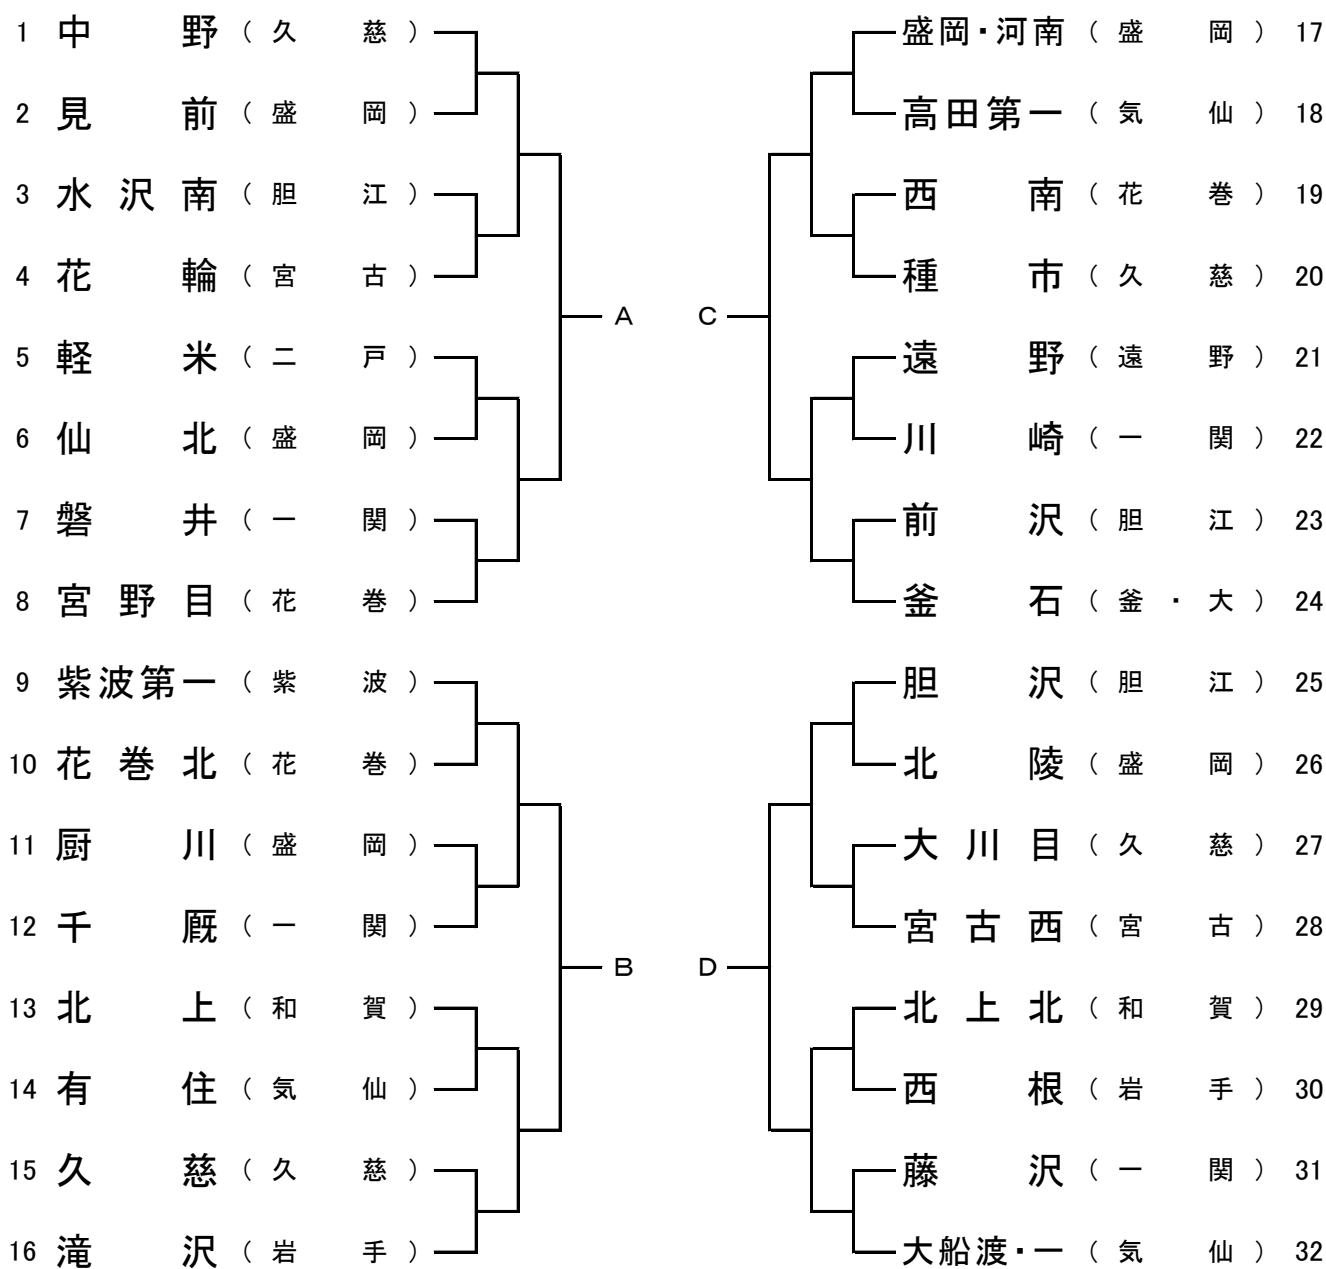 1 中野 (久慈)
2 見前 (盛岡)
3 水沢南 (胆江)
4 花輪 (宮古)
A
5 軽米 (二戸)
6 仙北 (盛岡)
7 磐井 (一関)
8 宮野目 (花巻)
9 紫波第一 (紫波)
10 花巻北 (花巻)
11 厨川 (盛岡)
12 千厩 (一関)
B
13 北上 (和賀)
14 有住 (気仙)
15 久慈 (久慈)
16 滝沢 (岩手)
盛岡・河南 (盛岡) 17
高田第一 (気仙) 18
西南 (花巻) 19
種市 (久慈) 20
C
遠野 (遠野) 21
川崎 (一関) 22
前沢 (胆江) 23
釜石 (釜・大) 24
胆沢 (胆江) 25
北陵 (盛岡) 26
大川目 (久慈) 27
宮古西 (宮古) 28
D
北上北 (和賀) 29
西根 (岩手) 30
藤沢 (一関) 31
大船渡・一 (気仙) 32